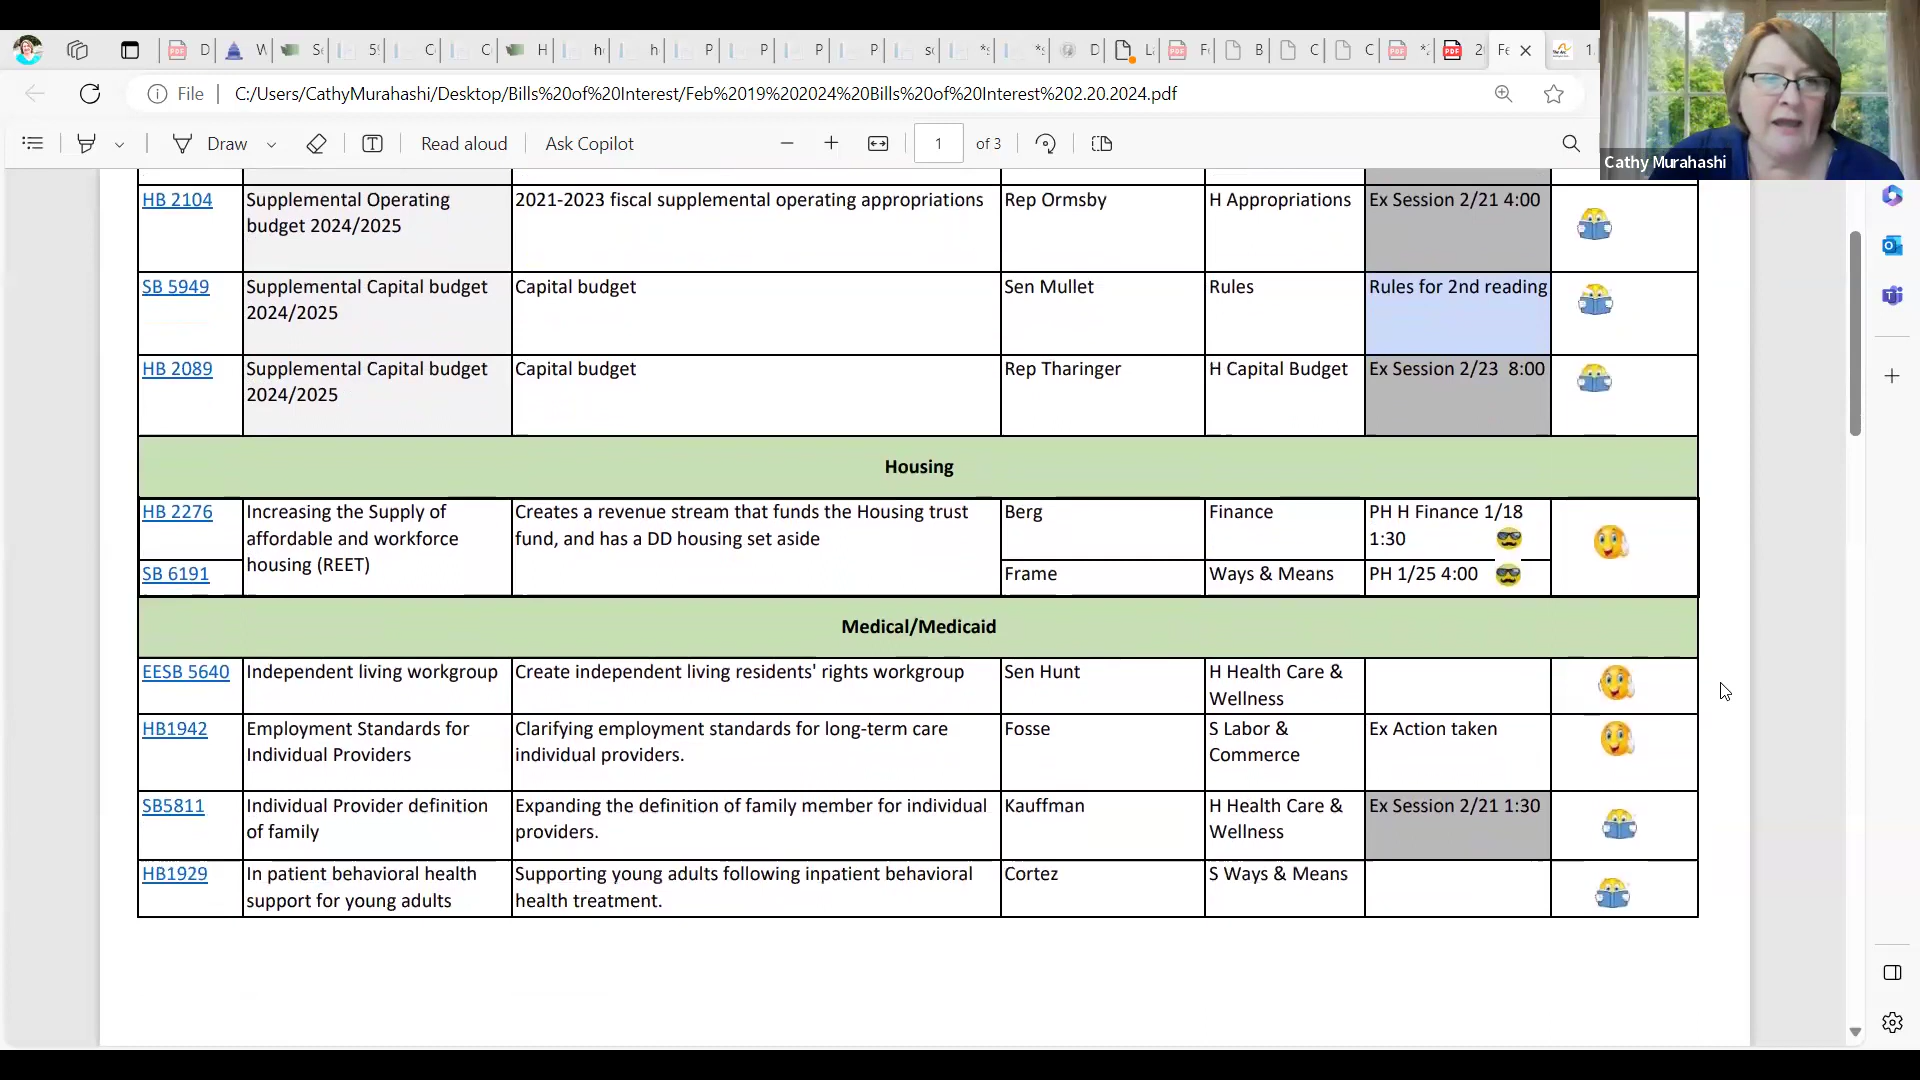 D
W
S
5
C
C
H
h
h
P
P
P
P
s
*s
*s
D
L
F
B
C
C
*2
2
Fe
1
File
C:/Users/CathyMurahashi/Desktop/Bills%20of%20Interest/Feb%2019%202024%20Bills%20of%20Interest%202.20.2024.pdf
Draw
Read aloud
Ask Copilot
1
of 3
Cathy Murahashi
HB 2104
Supplemental Operating
budget 2024/2025
2021-2023 fiscal supplemental operating appropriations
Rep Ormsby
H Appropriations
Ex Session 2/21 4:00
SB 5949
Supplemental Capital budget
2024/2025
Capital budget
Sen Mullet
Rules
Rules for 2nd reading
HB 2089
Supplemental Capital budget
2024/2025
Capital budget
Rep Tharinger
H Capital Budget
Ex Session 2/23 8:00
Housing
HB 2276
Increasing the Supply of
affordable and workforce
housing (REET)
Creates a revenue stream that funds the Housing trust
fund, and has a DD housing set aside
Berg
Finance
PH H Finance 1/18
1:30
SB 6191
Frame
Ways & Means
PH 1/25 4:00
Medical/Medicaid
EESB 5640
Independent living workgroup
Create independent living residents' rights workgroup
Sen Hunt
H Health Care &
Wellness
HB1942
Employment Standards for
Individual Providers
Clarifying employment standards for long-term care
individual providers.
Fosse
S Labor &
Commerce
Ex Action taken
SB5811
Individual Provider definition
of family
Expanding the definition of family member for individual
providers.
Kauffman
H Health Care &
Wellness
Ex Session 2/21 1:30
HB1929
In patient behavioral health
support for young adults
Supporting young adults following inpatient behavioral
health treatment.
Cortez
S Ways & Means